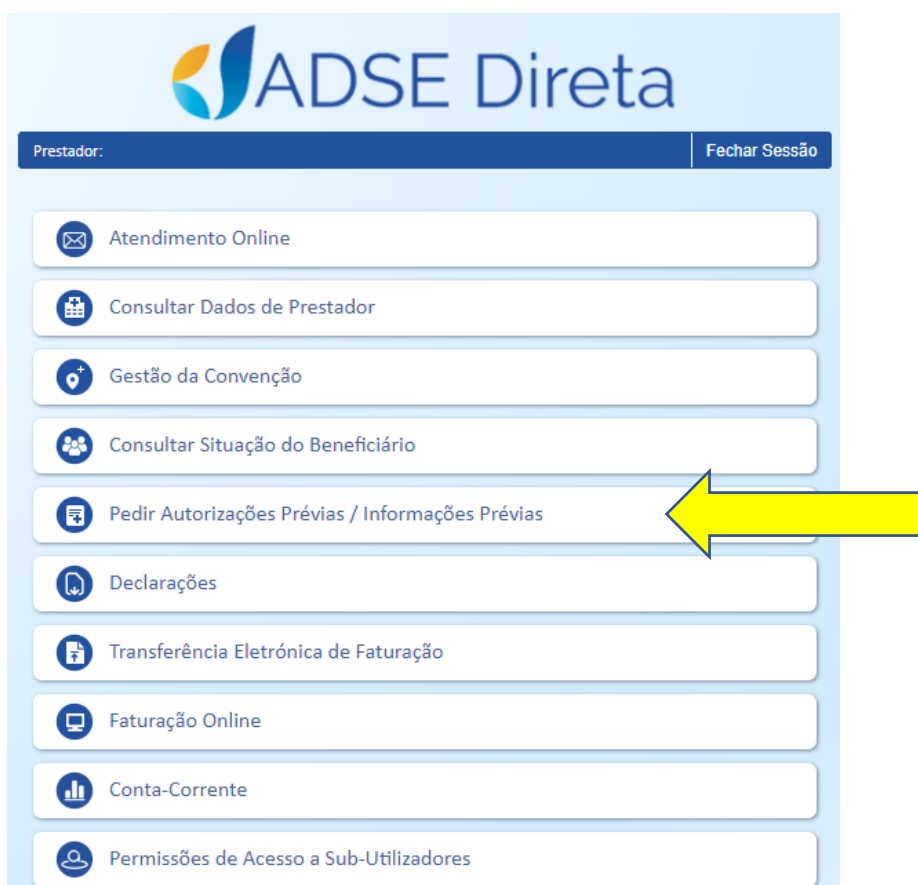 ADSE Direta
Prestador: Fechar Sessão
Atendimento Online
Consultar Dados de Prestador
Gestão da Convenção
Consultar Situação do Beneficiário
Pedir Autorizações Prévias / Informações Prévias
Declarações
Transferência Eletrónica de Faturação
Faturação Online
Conta-Corrente
Permissões de Acesso a Sub-Utilizadores